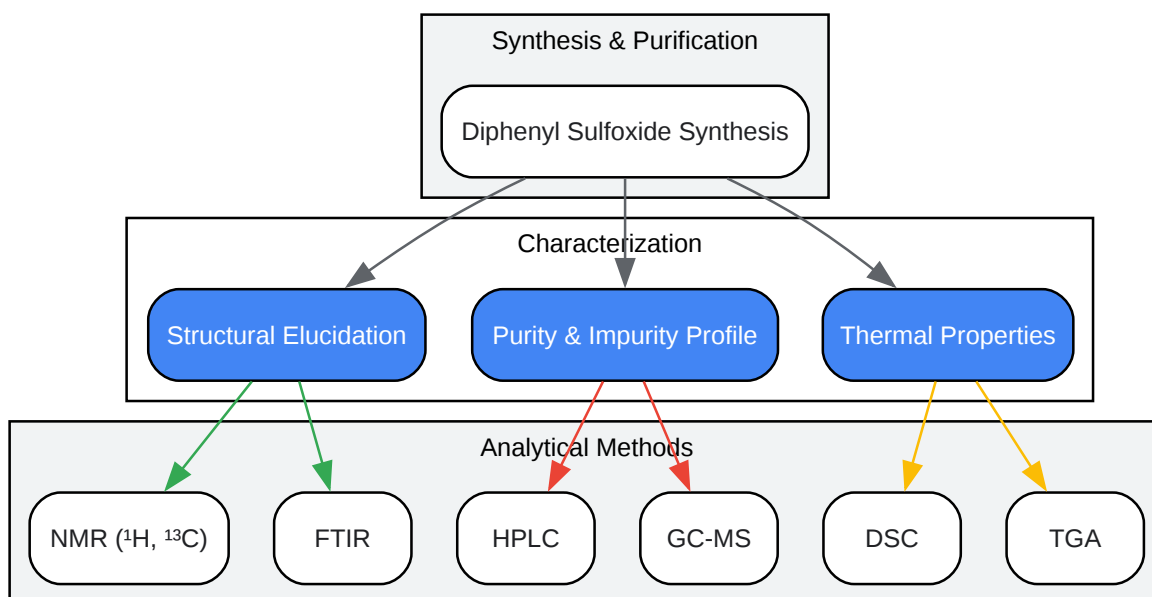 Synthesis & Purification
Diphenyl Sulfoxide Synthesis
Characterization
Structural Elucidation
Purity & Impurity Profile
Thermal Properties
Analytical Methods
NMR (¹H, ¹³C)
FTIR
HPLC
GC-MS
DSC
TGA